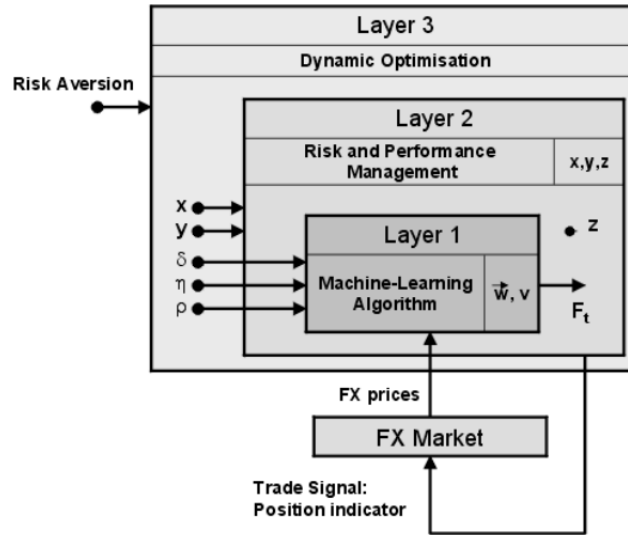 Layer 3
Dynamic Optimisation
Risk Aversion
Layer 2
Risk and Performance
Management
x,y,z
x
y
z
Layer 1
δ
η
ρ
Machine-Learning
Algorithm
w⃗, v
Fₜ
FX prices
FX Market
Trade Signal:
Position indicator